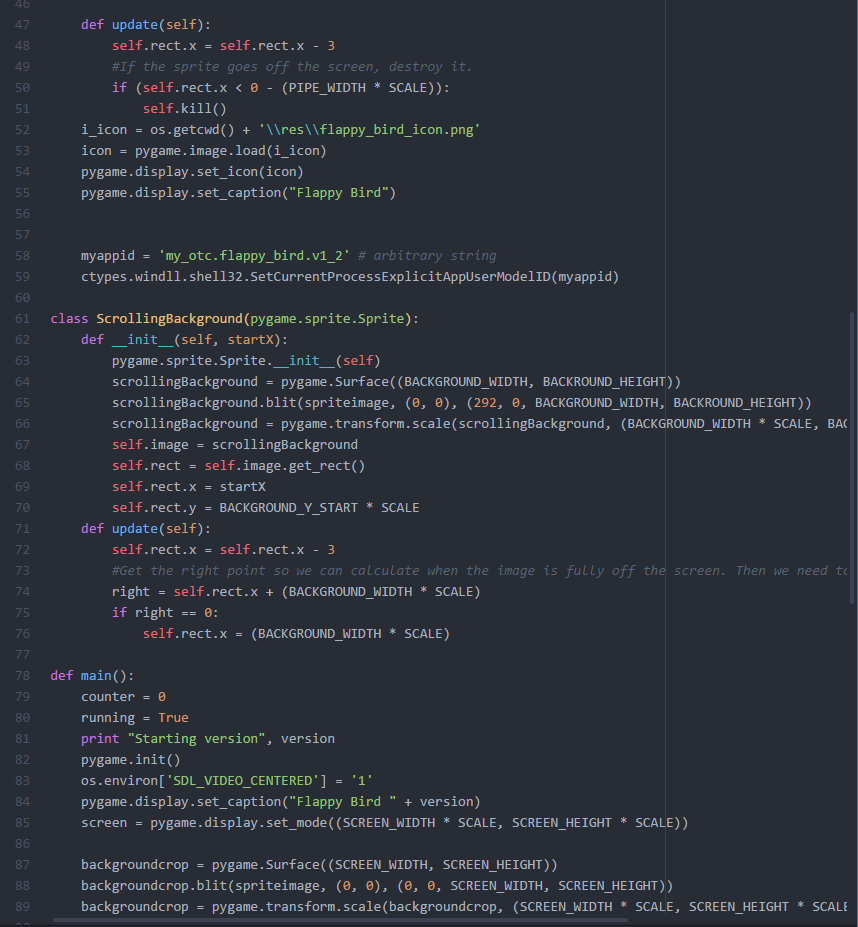 46
47 def update(self):
48 self.rect.x = self.rect.x - 3
49 #If the sprite goes off the screen, destroy it.
50 if (self.rect.x < 0 - (PIPE_WIDTH * SCALE)):
51 self.kill()
52 i_icon = os.getcwd() + '\\res\\flappy_bird_icon.png'
53 icon = pygame.image.load(i_icon)
54 pygame.display.set_icon(icon)
55 pygame.display.set_caption("Flappy Bird")
56
57
58 myappid = 'my_otc.flappy_bird.v1_2' # arbitrary string
59 ctypes.windll.shell32.SetCurrentProcessExplicitAppUserModelID(myappid)
60
61 class ScrollingBackground(pygame.sprite.Sprite):
62 def __init__(self, startX):
63 pygame.sprite.Sprite.__init__(self)
64 scrollingBackground = pygame.Surface((BACKGROUND_WIDTH, BACKROUND_HEIGHT))
65 scrollingBackground.blit(spriteimage, (0, 0), (292, 0, BACKGROUND_WIDTH, BACKROUND_HEIGHT))
66 scrollingBackground = pygame.transform.scale(scrollingBackground, (BACKGROUND_WIDTH * SCALE, BAC
67 self.image = scrollingBackground
68 self.rect = self.image.get_rect()
69 self.rect.x = startX
70 self.rect.y = BACKGROUND_Y_START * SCALE
71 def update(self):
72 self.rect.x = self.rect.x - 3
73 #Get the right point so we can calculate when the image is fully off the screen. Then we need to
74 right = self.rect.x + (BACKGROUND_WIDTH * SCALE)
75 if right == 0:
76 self.rect.x = (BACKGROUND_WIDTH * SCALE)
77
78 def main():
79 counter = 0
80 running = True
81 print "Starting version", version
82 pygame.init()
83 os.environ['SDL_VIDEO_CENTERED'] = '1'
84 pygame.display.set_caption("Flappy Bird " + version)
85 screen = pygame.display.set_mode((SCREEN_WIDTH * SCALE, SCREEN_HEIGHT * SCALE))
86
87 backgroundcrop = pygame.Surface((SCREEN_WIDTH, SCREEN_HEIGHT))
88 backgroundcrop.blit(spriteimage, (0, 0), (0, 0, SCREEN_WIDTH, SCREEN_HEIGHT))
89 backgroundcrop = pygame.transform.scale(backgroundcrop, (SCREEN_WIDTH * SCALE, SCREEN_HEIGHT * SCALE